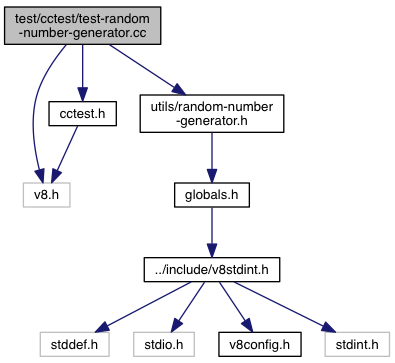 test/cctest/test-random
-number-generator.cc
cctest.h
utils/random-number
-generator.h
v8.h
globals.h
../include/v8stdint.h
stddef.h
stdio.h
v8config.h
stdint.h